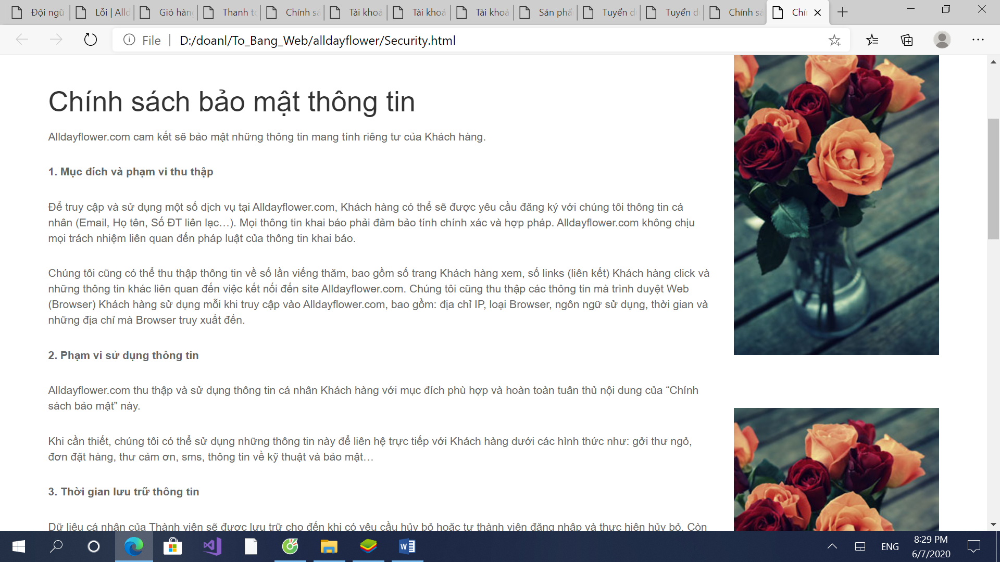 Đội ngũ
Lỗi | Alld
Giỏ hàng
Thanh to
Chính sá
Tài khoả
Tài khoả
Tài khoả
Sản phẩ
Tuyển d
Tuyển d
Chính sá
Chí
File
D:/doanl/To_Bang_Web/alldayflower/Security.html
Chính sách bảo mật thông tin
Alldayflower.com cam kết sẽ bảo mật những thông tin mang tính riêng tư của Khách hàng.
1. Mục đích và phạm vi thu thập
Để truy cập và sử dụng một số dịch vụ tại Alldayflower.com, Khách hàng có thể sẽ được yêu cầu đăng ký với chúng tôi thông tin cá
nhân (Email, Họ tên, Số ĐT liên lạc…). Mọi thông tin khai báo phải đảm bảo tính chính xác và hợp pháp. Alldayflower.com không chịu
mọi trách nhiệm liên quan đến pháp luật của thông tin khai báo.
Chúng tôi cũng có thể thu thập thông tin về số lần viếng thăm, bao gồm số trang Khách hàng xem, số links (liên kết) Khách hàng click và
những thông tin khác liên quan đến việc kết nối đến site Alldayflower.com. Chúng tôi cũng thu thập các thông tin mà trình duyệt Web
(Browser) Khách hàng sử dụng mỗi khi truy cập vào Alldayflower.com, bao gồm: địa chỉ IP, loại Browser, ngôn ngữ sử dụng, thời gian và
những địa chỉ mà Browser truy xuất đến.
2. Phạm vi sử dụng thông tin
Alldayflower.com thu thập và sử dụng thông tin cá nhân Khách hàng với mục đích phù hợp và hoàn toàn tuân thủ nội dung của “Chính
sách bảo mật” này.
Khi cần thiết, chúng tôi có thể sử dụng những thông tin này để liên hệ trực tiếp với Khách hàng dưới các hình thức như: gởi thư ngỏ,
đơn đặt hàng, thư cảm ơn, sms, thông tin về kỹ thuật và bảo mật…
3. Thời gian lưu trữ thông tin
Dữ liệu cá nhân của Thành viên sẽ được lưu trữ cho đến khi có yêu cầu hủy bỏ hoặc tự thành viên đăng nhập và thực hiện hủy bỏ. Còn
ENG
8:29 PM
6/7/2020